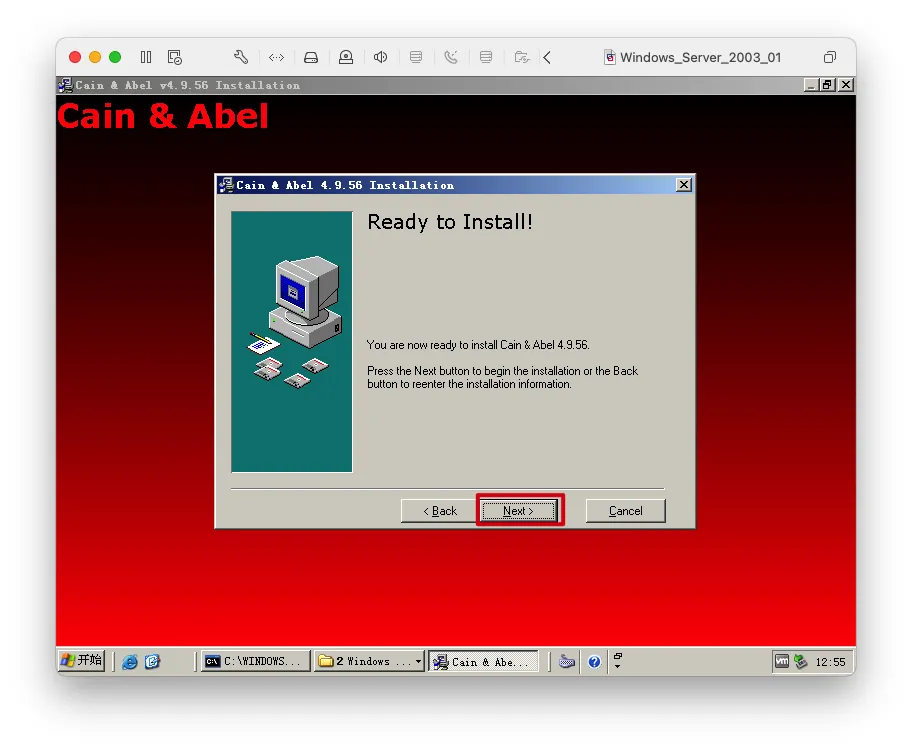 Windows_Server_2003_01
Cain & Abel v4.9.56 Installation
Cain & Abel
Cain & Abel 4.9.56 Installation
Ready to Install!
You are now ready to install Cain & Abel 4.9.56.
Press the Next button to begin the installation or the Back
button to reenter the installation information.
< Back
Next >
Cancel
开始
C:\WINDOWS...
2 Windows ...
Cain & Abe...
vm
12:55